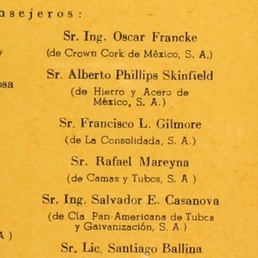 nsejeros:
Sr. Ing. Oscar Francke
(de Crown Cork de México, S. A.)
Sr. Alberto Phillips Skinfield
(de Hierro y Acero de
México, S. A.)
Sr. Francisco L. Gilmore
(de La Consolidada, S. A.)
Sr. Rafael Mareyna
(de Camas y Tubos, S. A.)
Sr. Ing. Salvador E. Casanova
(de Cía Pan-Americana de Tubos
y Galvanización, S. A.)
Sr. Lic. Santiago Ballina